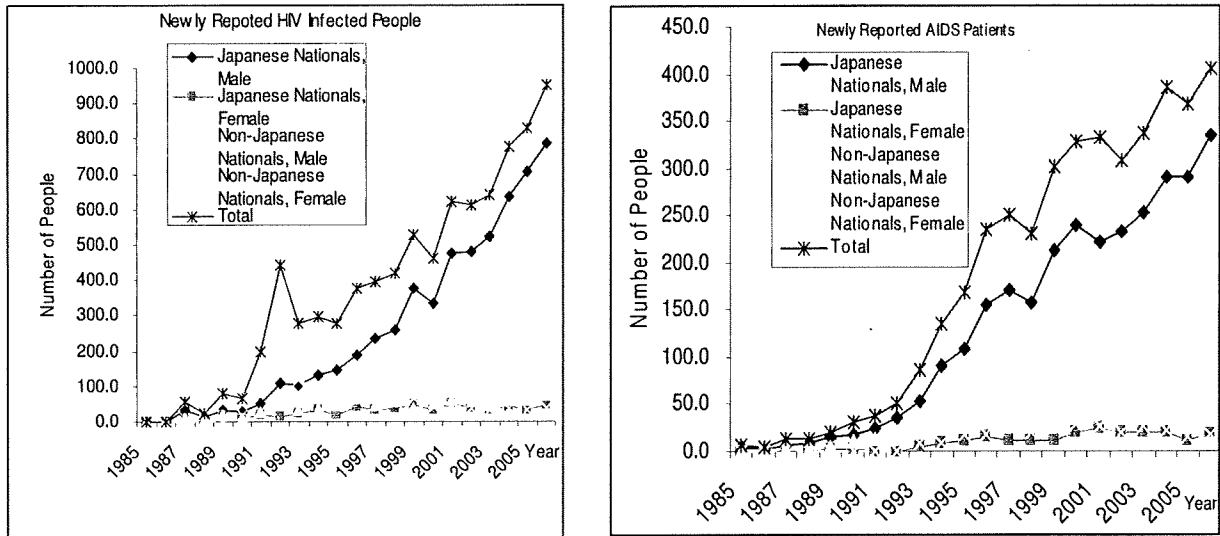 Newly Repoted HIV Infected People
Japanese Nationals,
Male
Japanese Nationals,
Female
Non-Japanese
Nationals, Male
Non-Japanese
Nationals, Female
Total
1000.0
900.0
800.0
700.0
600.0
500.0
400.0
300.0
200.0
100.0
0.0
Number of People
1985
1987
1989
1991
1993
1995
1997
1999
2001
2003
2005
Year
Newly Reported AIDS Patients
Japanese
Nationals, Male
Japanese
Nationals, Female
Non-Japanese
Nationals, Male
Non-Japanese
Nationals, Female
Total
450.0
400.0
350.0
300.0
250.0
200.0
150.0
100.0
50.0
0.0
Number of People
1985
1987
1989
1991
1993
1995
1997
1999
2001
2003
2005
Year